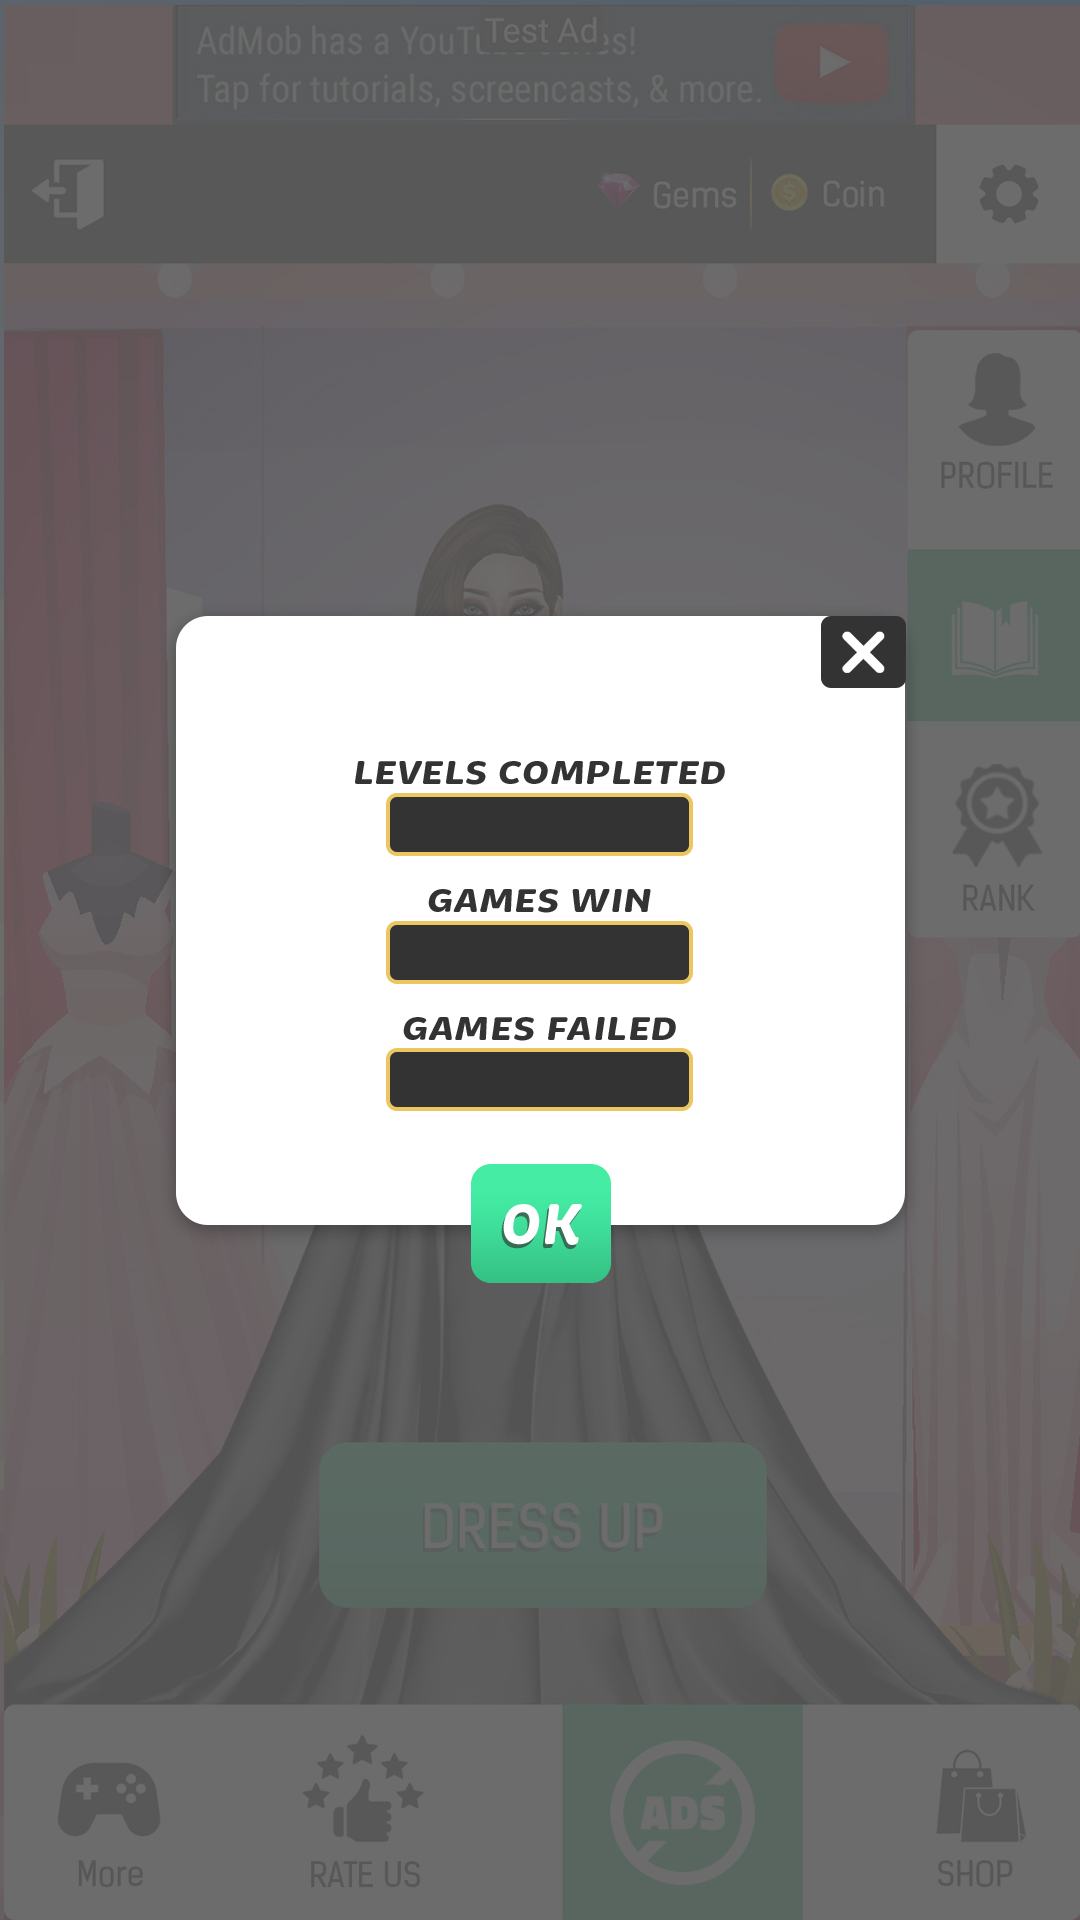 Test Ad
AdMob has a YouT s!
Tap for tutorials, screencasts, & more.
Gems
Coin
PROFILE
LEVELS COMPLETED
GAMES WIN
RANK
GAMES FAILED
OK
DRESS UP
ADS
More
RATE US
SHOP